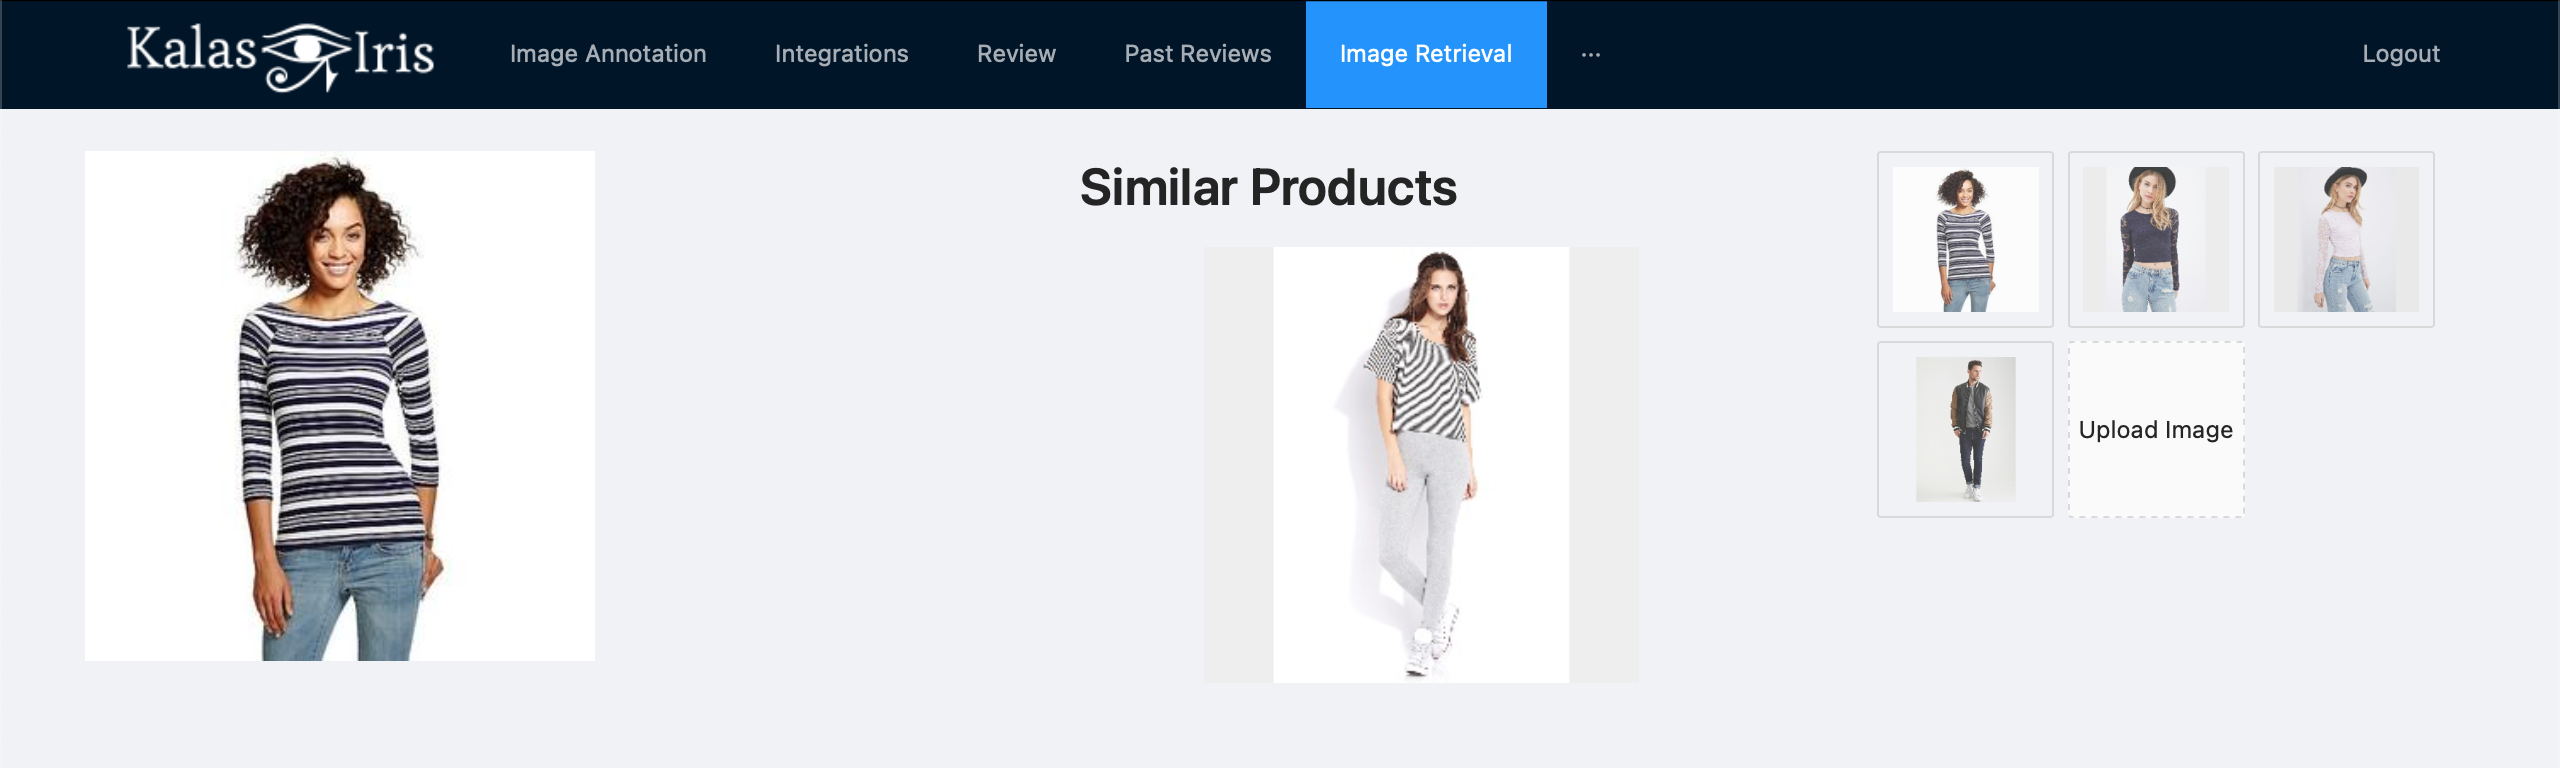 Kalas Iris
Image Annotation
Integrations
Review
Past Reviews
Image Retrieval
···
Logout
Similar Products
Upload Image